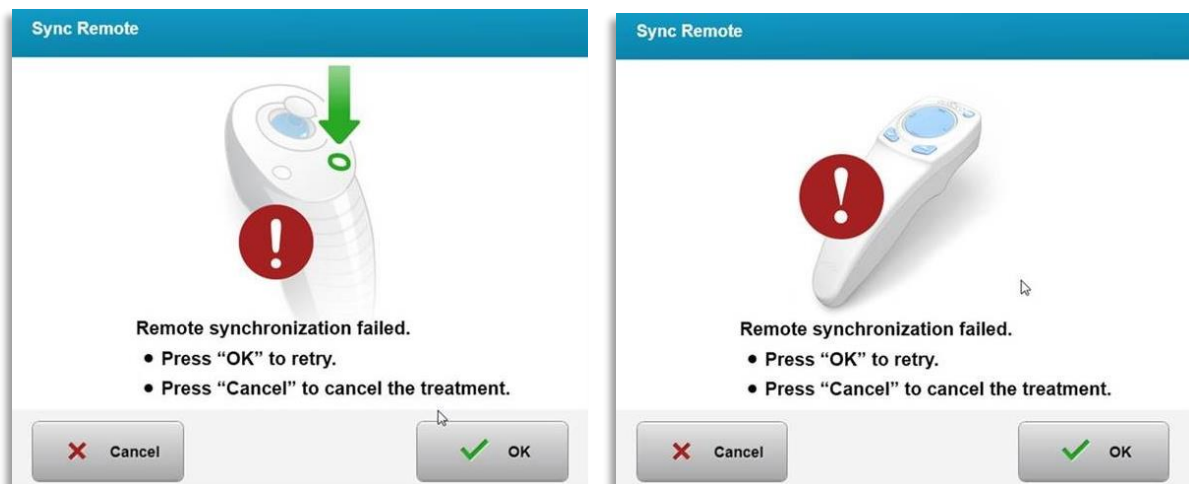 Sync Remote
Remote synchronization failed.
• Press “OK” to retry.
• Press “Cancel” to cancel the treatment.
Cancel
OK
Sync Remote
Remote synchronization failed.
• Press “OK” to retry.
• Press “Cancel” to cancel the treatment.
Cancel
OK